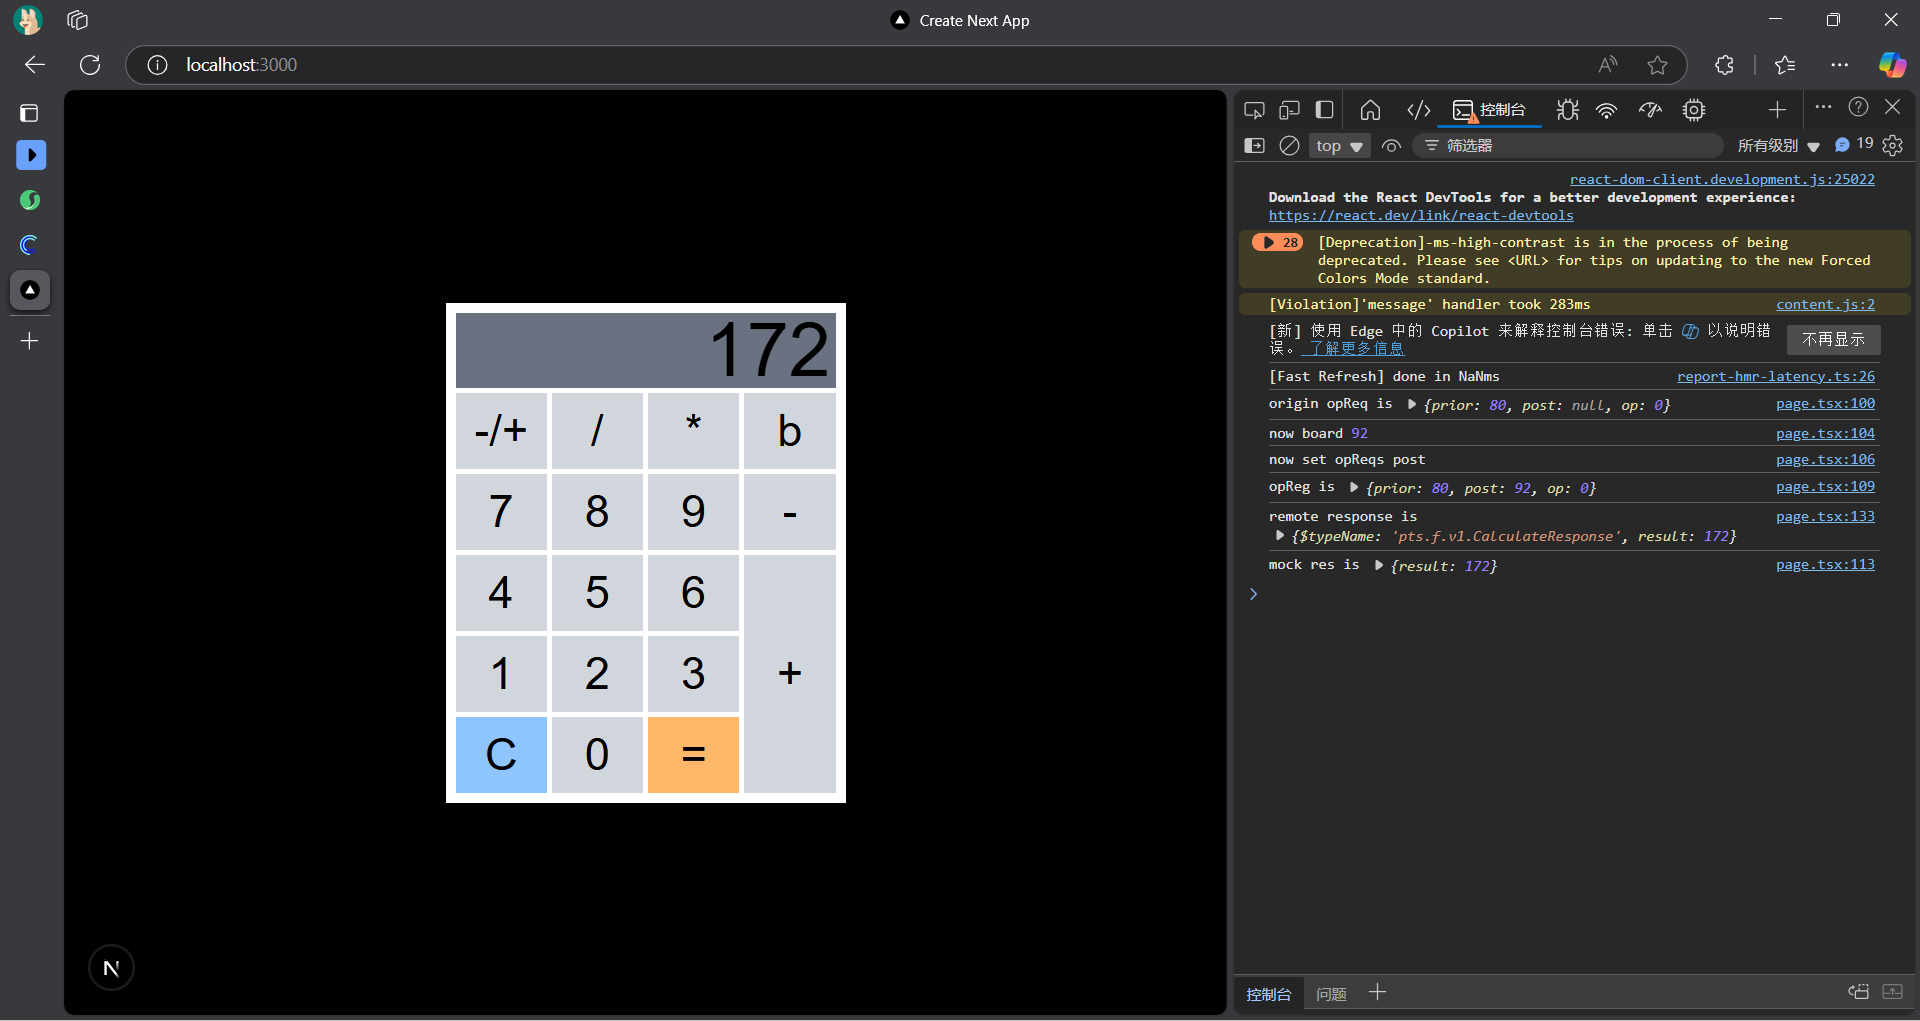 Create Next App
localhost:3000
172
-/+ / * b
7 8 9 -
4 5 6
1 2 3 +
C 0 =
N
控制台
top
筛选器
所有级别
19
react-dom-client.development.js:25022
Download the React DevTools for a better development experience:
https://react.dev/link/react-devtools
28 [Deprecation]-ms-high-contrast is in the process of being
deprecated. Please see <URL> for tips on updating to the new Forced
Colors Mode standard.
[Violation]'message' handler took 283ms content.js:2
[新] 使用 Edge 中的 Copilot 来解释控制台错误: 单击 以说明错
误。 了解更多信息
不再显示
[Fast Refresh] done in NaNms report-hmr-latency.ts:26
origin opReq is {prior: 80, post: null, op: 0} page.tsx:100
now board 92 page.tsx:104
now set opReqs post page.tsx:106
opReg is {prior: 80, post: 92, op: 0} page.tsx:109
remote response is page.tsx:133
{$typeName: 'pts.f.v1.CalculateResponse', result: 172}
mock res is {result: 172} page.tsx:113
控制台 问题